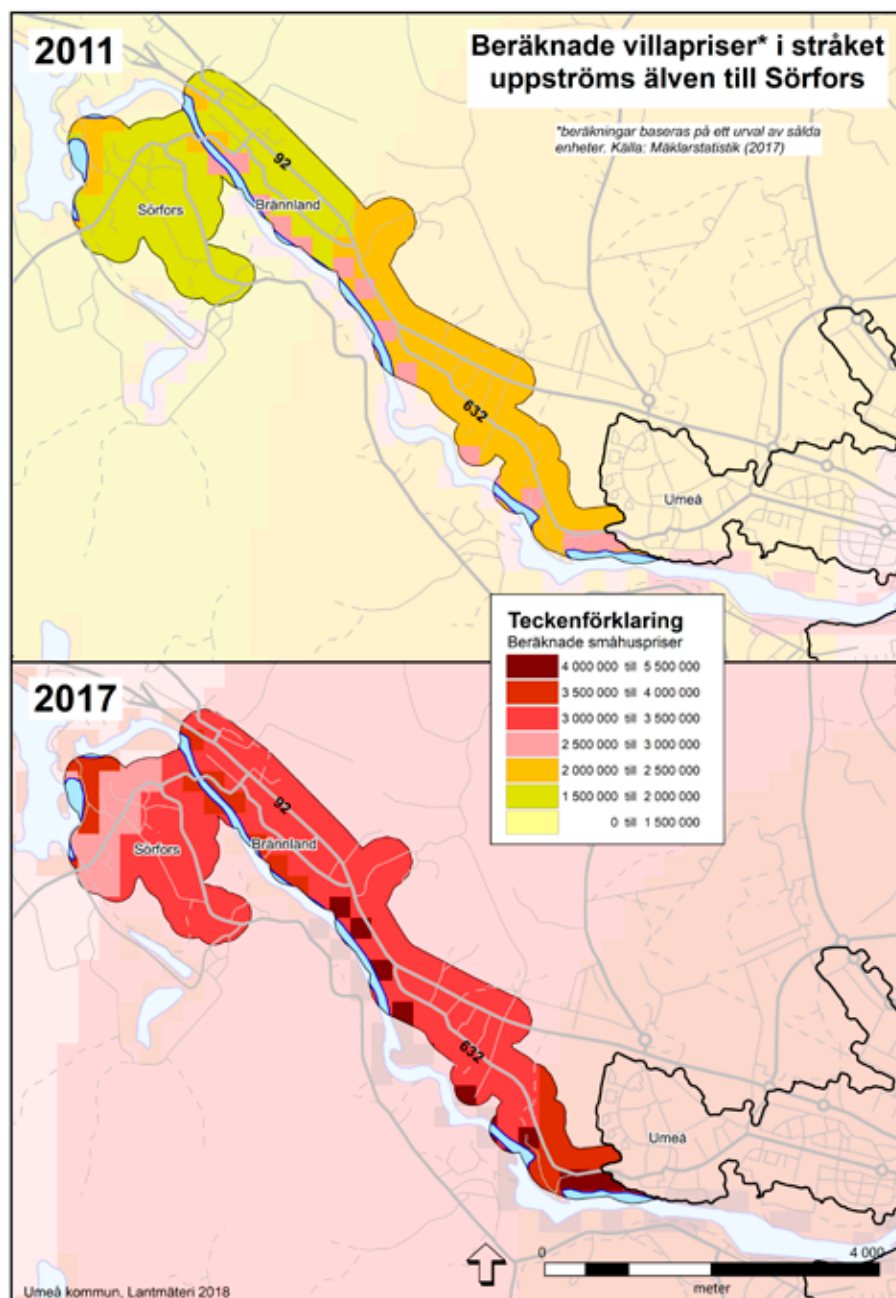 2011
Beräknade villapriser* i stråket
uppströms älven till Sörfors
*beräkningar baseras på ett urval av sålda
enheter. Källa: Mäklarstatistik (2017)
92
Sörfors
Brännland
632
Umeå
Teckenförklaring
Beräknade småhuspriser
4 000 000 till 5 500 000
3 500 000 till 4 000 000
3 000 000 till 3 500 000
2 500 000 till 3 000 000
2 000 000 till 2 500 000
1 500 000 till 2 000 000
0 till 1 500 000
2017
92
Sörfors
Brännland
632
Umeå
0 4 000
meter
Umeå kommun, Lantmäteri 2018